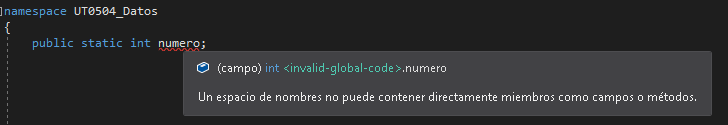 namespace UT0504_Datos
{
public static int numero;
(campo) int <invalid-global-code>.numero
Un espacio de nombres no puede contener directamente miembros como campos o métodos.